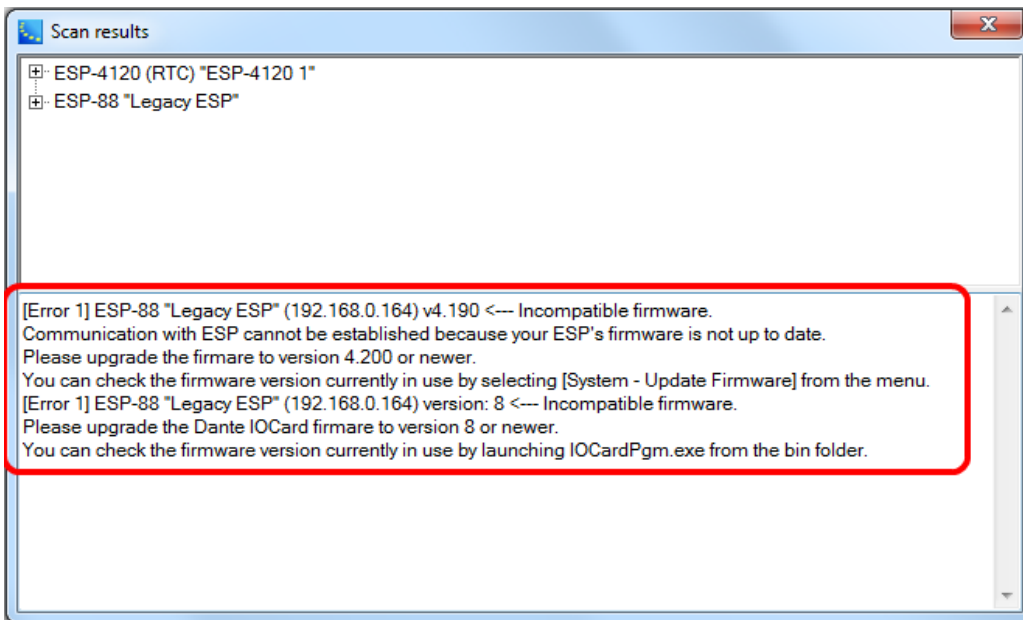 Scan results
ESP-4120 (RTC) "ESP-4120 1"
ESP-88 "Legacy ESP"
[Error 1] ESP-88 "Legacy ESP" (192.168.0.164) v4.190 <--- Incompatible firmware.
Communication with ESP cannot be established because your ESP's firmware is not up to date.
Please upgrade the firmare to version 4.200 or newer.
You can check the firmware version currently in use by selecting [System - Update Firmware] from the menu.
[Error 1] ESP-88 "Legacy ESP" (192.168.0.164) version: 8 <--- Incompatible firmware.
Please upgrade the Dante IOCard firmare to version 8 or newer.
You can check the firmware version currently in use by launching IOCardPgm.exe from the bin folder.